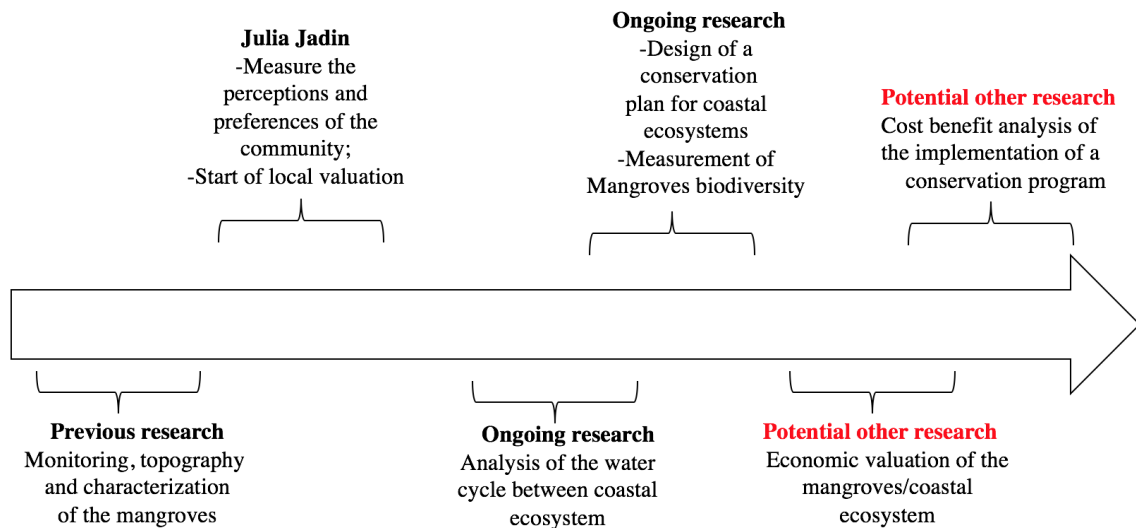 Julia Jadin
-Measure the
perceptions and
preferences of the
community;
-Start of local valuation
Ongoing research
-Design of a
conservation
plan for coastal
ecosystems
-Measurement of
Mangroves biodiversity
Potential other research
Cost benefit analysis of
the implementation of a
conservation program
Previous research
Monitoring, topography
and characterization
of the mangroves
Ongoing research
Analysis of the water
cycle between coastal
ecosystem
Potential other research
Economic valuation of the
mangroves/coastal
ecosystem